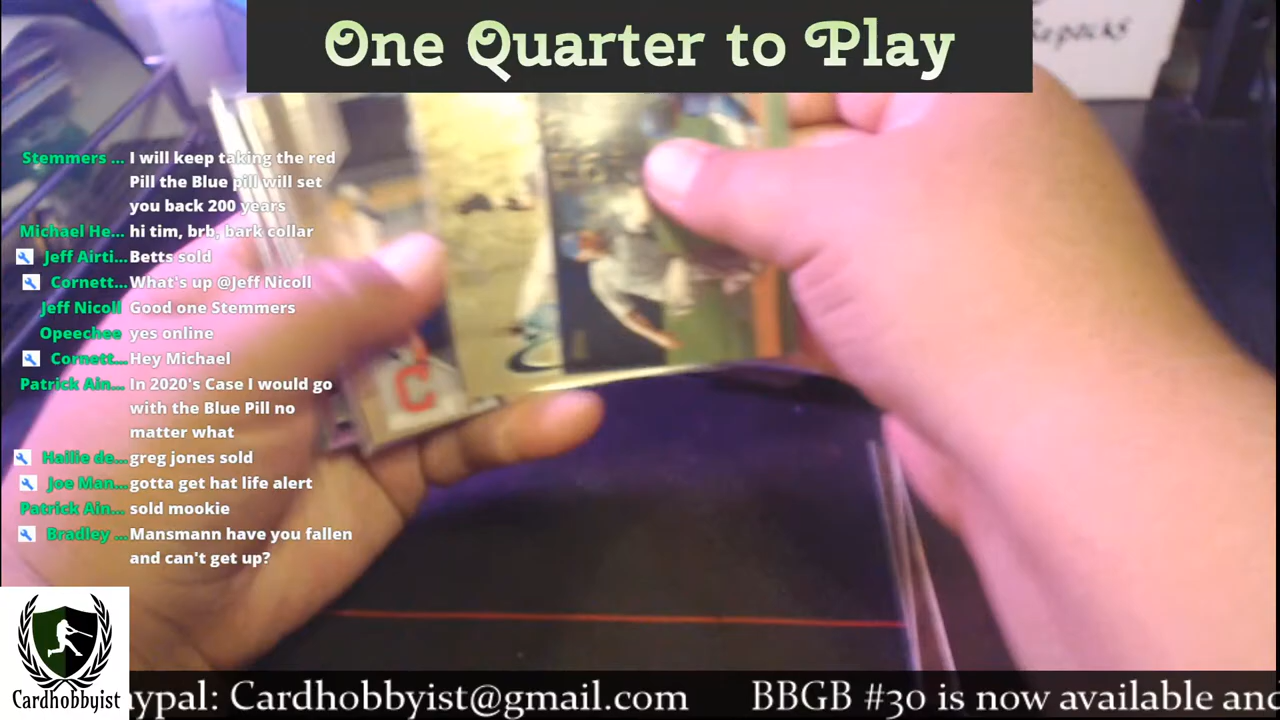 One Quarter to Play
epacks
Stemmers ... I will keep taking the red
Pill the Blue pill will set
you back 200 years
Michael He... hi tim, brb, bark collar
Jeff Airti... Betts sold
Cornett... What's up @Jeff Nicoll
Jeff Nicoll Good one Stemmers
Opeechee yes online
Cornett... Hey Michael
Patrick Ain... In 2020's Case I would go
with the Blue Pill no
matter what
Hailie de... greg jones sold
Joe Man... gotta get hat life alert
Patrick Ain... sold mookie
Bradley ... Mansmann have you fallen
and can't get up?
C
Cardhobbyist
aypal: Cardhobbyist@gmail.com BBGB #30 is now available and